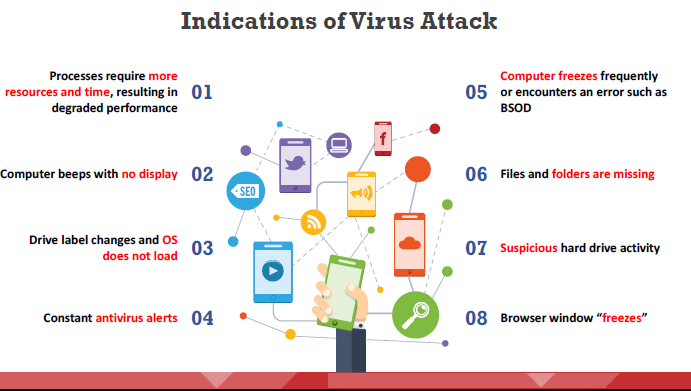 Indications of Virus Attack
Processes require more
resources and time, resulting in
degraded performance
01
Computer beeps with no display
02
Drive label changes and OS
does not load
03
Constant antivirus alerts
04
SEO
f
05
Computer freezes frequently
or encounters an error such as
BSOD
06
Files and folders are missing
07
Suspicious hard drive activity
08
Browser window “freezes”